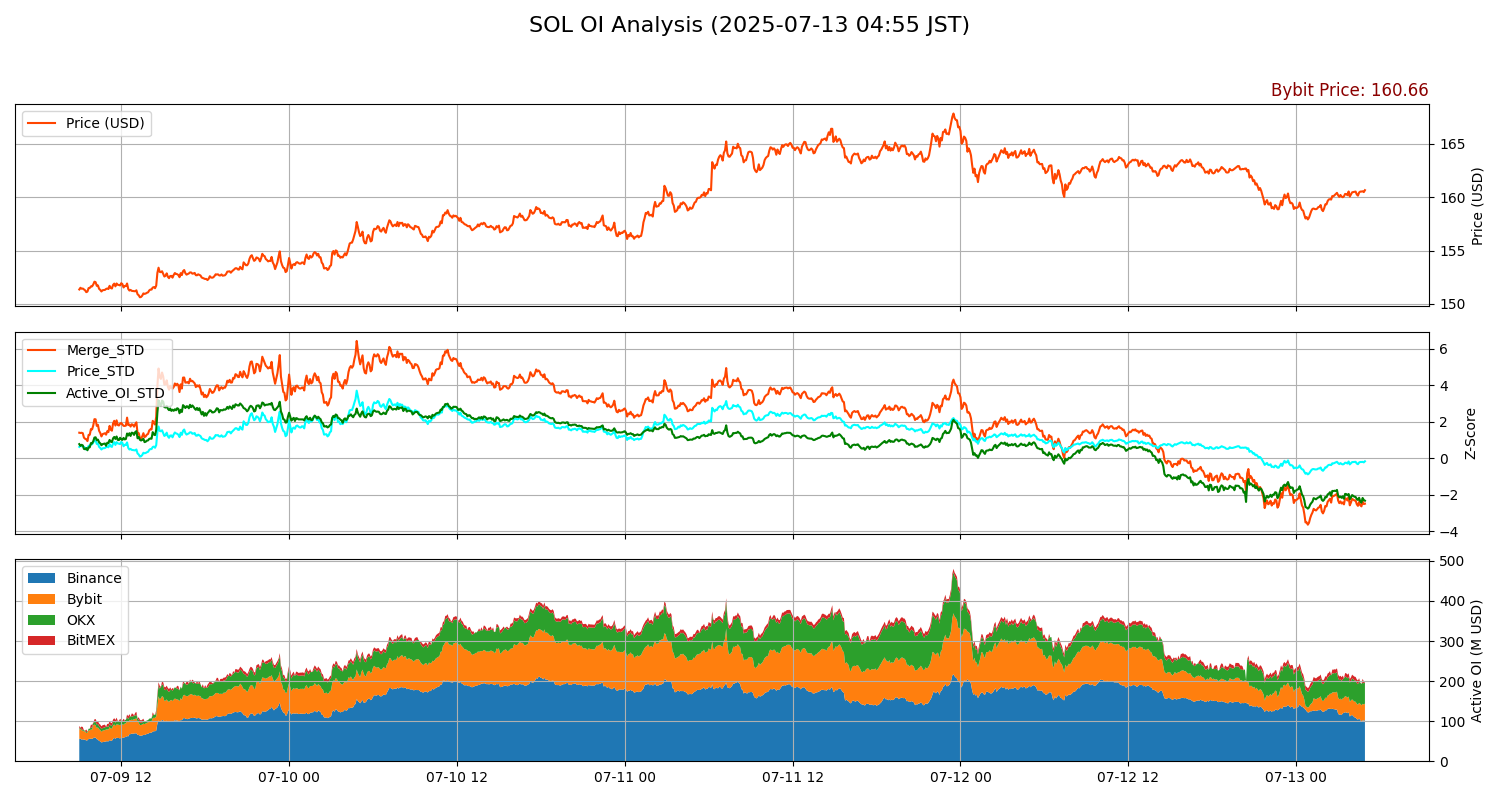 SOL OI Analysis (2025-07-13 04:55 JST)
Bybit Price: 160.66
Price (USD)
165
160
155
150
Price (USD)
Merge_STD
Price_STD
Active_OI_STD
6
4
2
0
−2
−4
Z-Score
Binance
Bybit
OKX
BitMEX
500
400
300
200
100
0
Active OI (M USD)
07-09 12
07-10 00
07-10 12
07-11 00
07-11 12
07-12 00
07-12 12
07-13 00